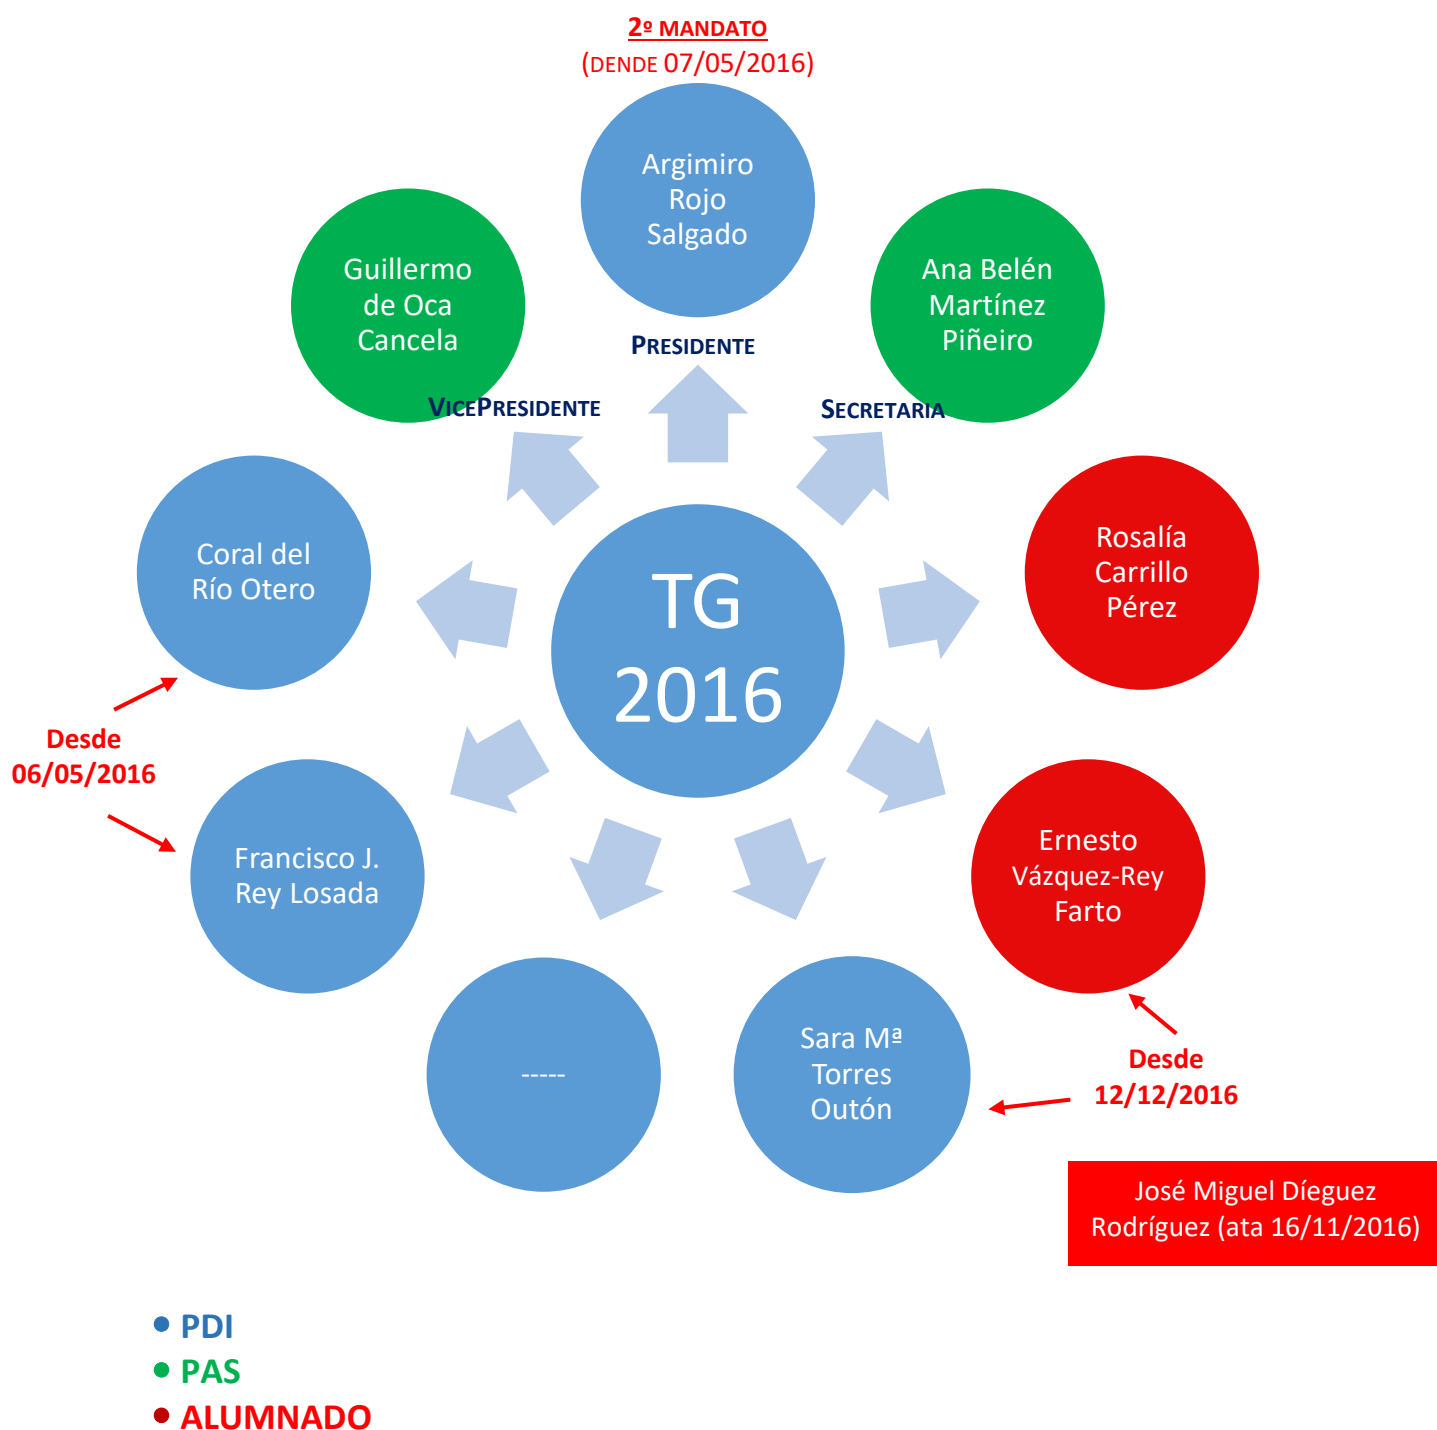 2º MANDATO
(DENDE 07/05/2016)
Argimiro
Rojo
Salgado
PRESIDENTE
Guillermo
de Oca
Cancela
VICEPRESIDENTE
Ana Belén
Martínez
Piñeiro
SECRETARIA
Coral del
Río Otero
Rosalía
Carrillo
Pérez
TG
2016
Desde
06/05/2016
Francisco J.
Rey Losada
Ernesto
Vázquez-Rey
Farto
-----
Sara Mª
Torres
Outón
Desde
12/12/2016
José Miguel Díeguez
Rodríguez (ata 16/11/2016)
• PDI
• PAS
• ALUMNADO